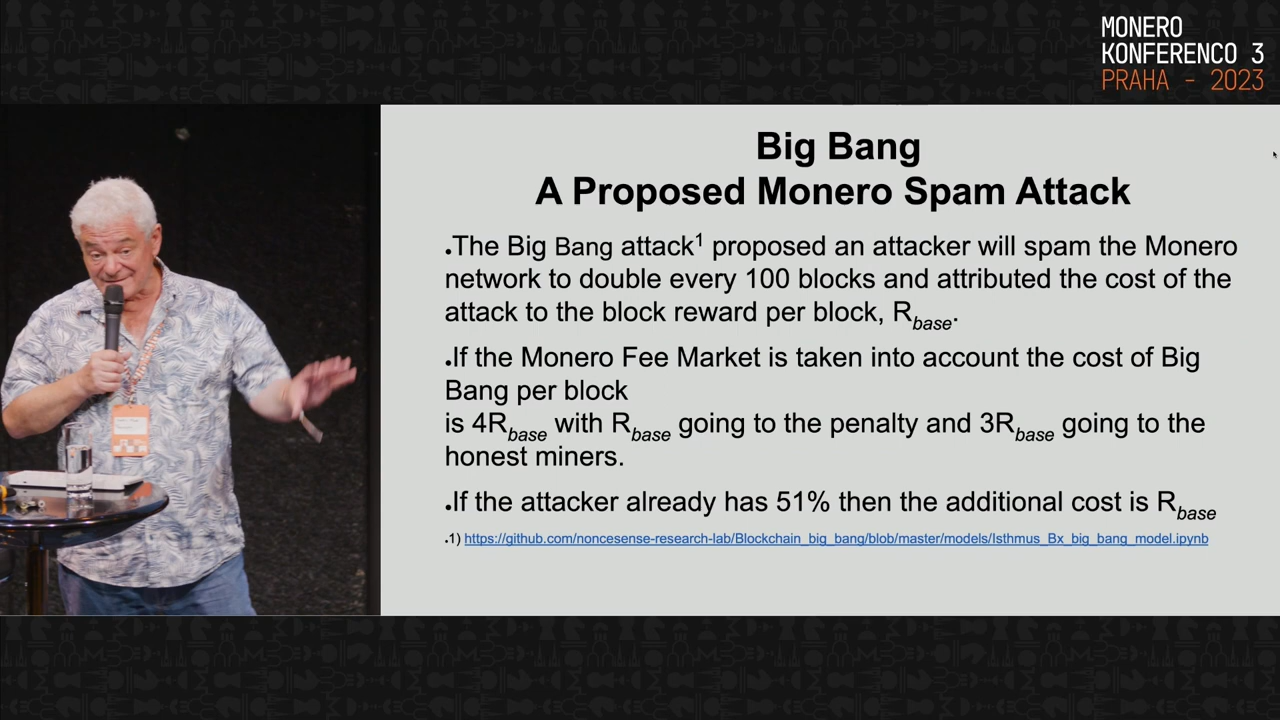 MONERO
KONFERENCO 3
PRAHA - 2023
Big Bang
A Proposed Monero Spam Attack
.The Big Bang attack¹ proposed an attacker will spam the Monero
network to double every 100 blocks and attributed the cost of the
attack to the block reward per block, Rbase.
.If the Monero Fee Market is taken into account the cost of Big
Bang per block
is 4Rbase with Rbase going to the penalty and 3Rbase going to the
honest miners.
.If the attacker already has 51% then the additional cost is Rbase
.1) https://github.com/noncesense-research-lab/Blockchain_big_bang/blob/master/models/Isthmus_Bx_big_bang_model.ipynb